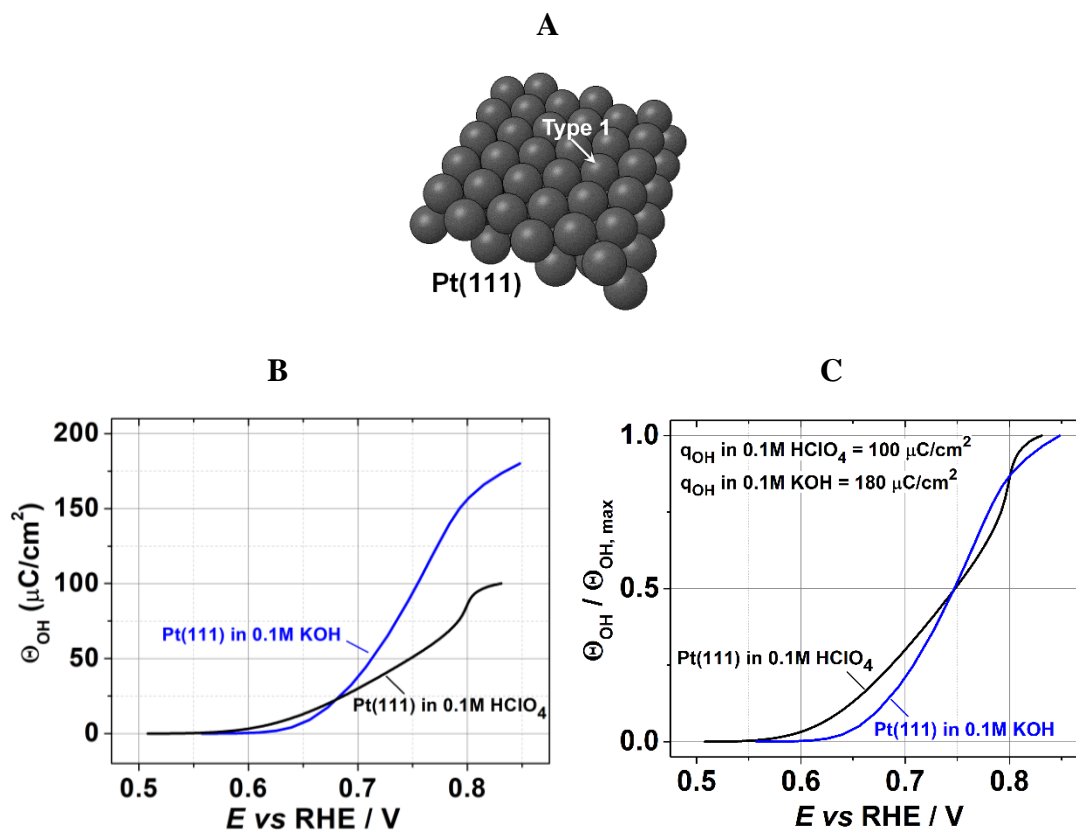 A
Type 1
Pt(111)
B
C
200
150
100
50
0
Θ_OH (μC/cm²)
Pt(111) in 0.1M KOH
Pt(111) in 0.1M HClO₄
0.5 0.6 0.7 0.8
E vs RHE / V
1.0
0.5
0.0
Θ_OH / Θ_OH, max
q_OH in 0.1M HClO₄ = 100 μC/cm²
q_OH in 0.1M KOH = 180 μC/cm²
Pt(111) in 0.1M HClO₄
Pt(111) in 0.1M KOH
0.5 0.6 0.7 0.8
E vs RHE / V